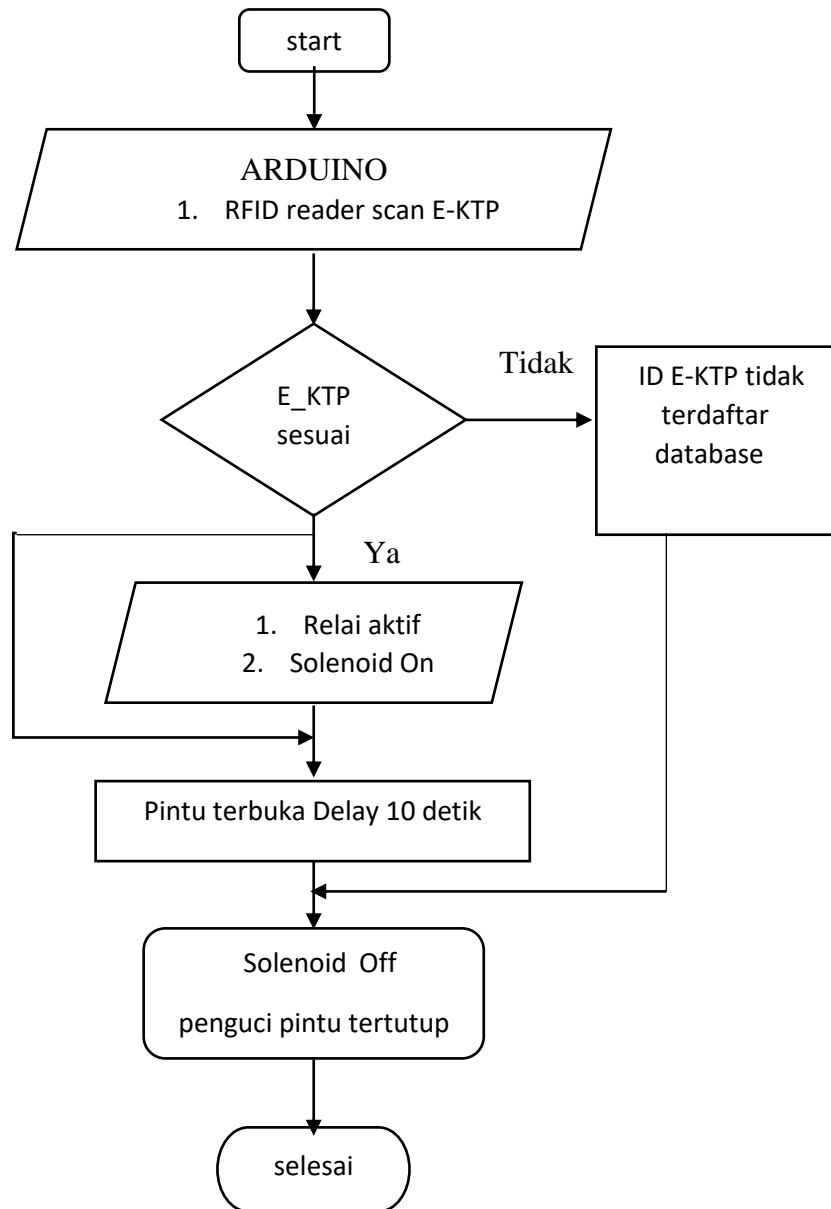 start
ARDUINO
1. RFID reader scan E-KTP
E_KTP
sesuai
Tidak
ID E-KTP tidak
terdaftar
database
Ya
1. Relai aktif
2. Solenoid On
Pintu terbuka Delay 10 detik
Solenoid Off
penguci pintu tertutup
selesai